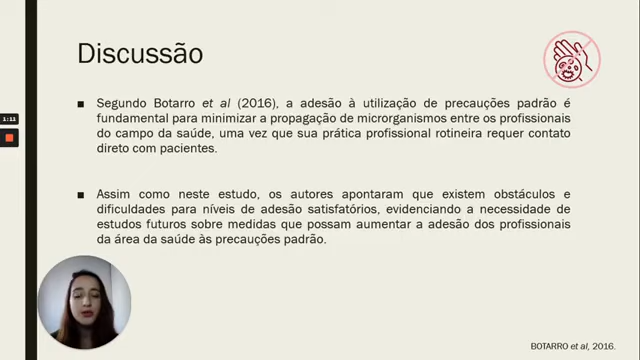 Discussão
1:11
■ Segundo Botarro et al (2016), a adesão à utilização de precauções padrão é
fundamental para minimizar a propagação de microrganismos entre os profissionais
do campo da saúde, uma vez que sua prática profissional rotineira requer contato
direto com pacientes.
■ Assim como neste estudo, os autores apontaram que existem obstáculos e
dificuldades para níveis de adesão satisfatórios, evidenciando a necessidade de
estudos futuros sobre medidas que possam aumentar a adesão dos profissionais
da área da saúde às precauções padrão.
BOTARRO et al, 2016.